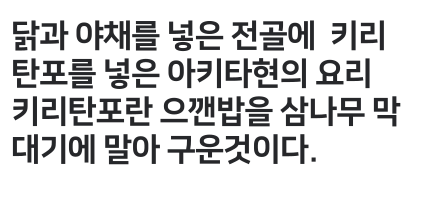 닭과 야채를 넣은 전골에  키리
탄포를 넣은 아키타현의 요리
키리탄포란 으깬밥을 삼나무 막
대기에 말아 구운것이다.